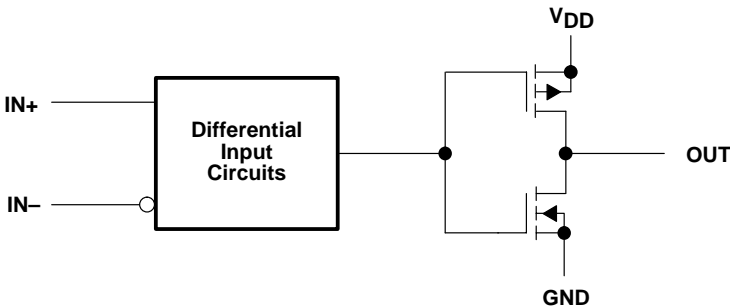 VDD
IN+
Differential
Input
Circuits
OUT
IN–
GND